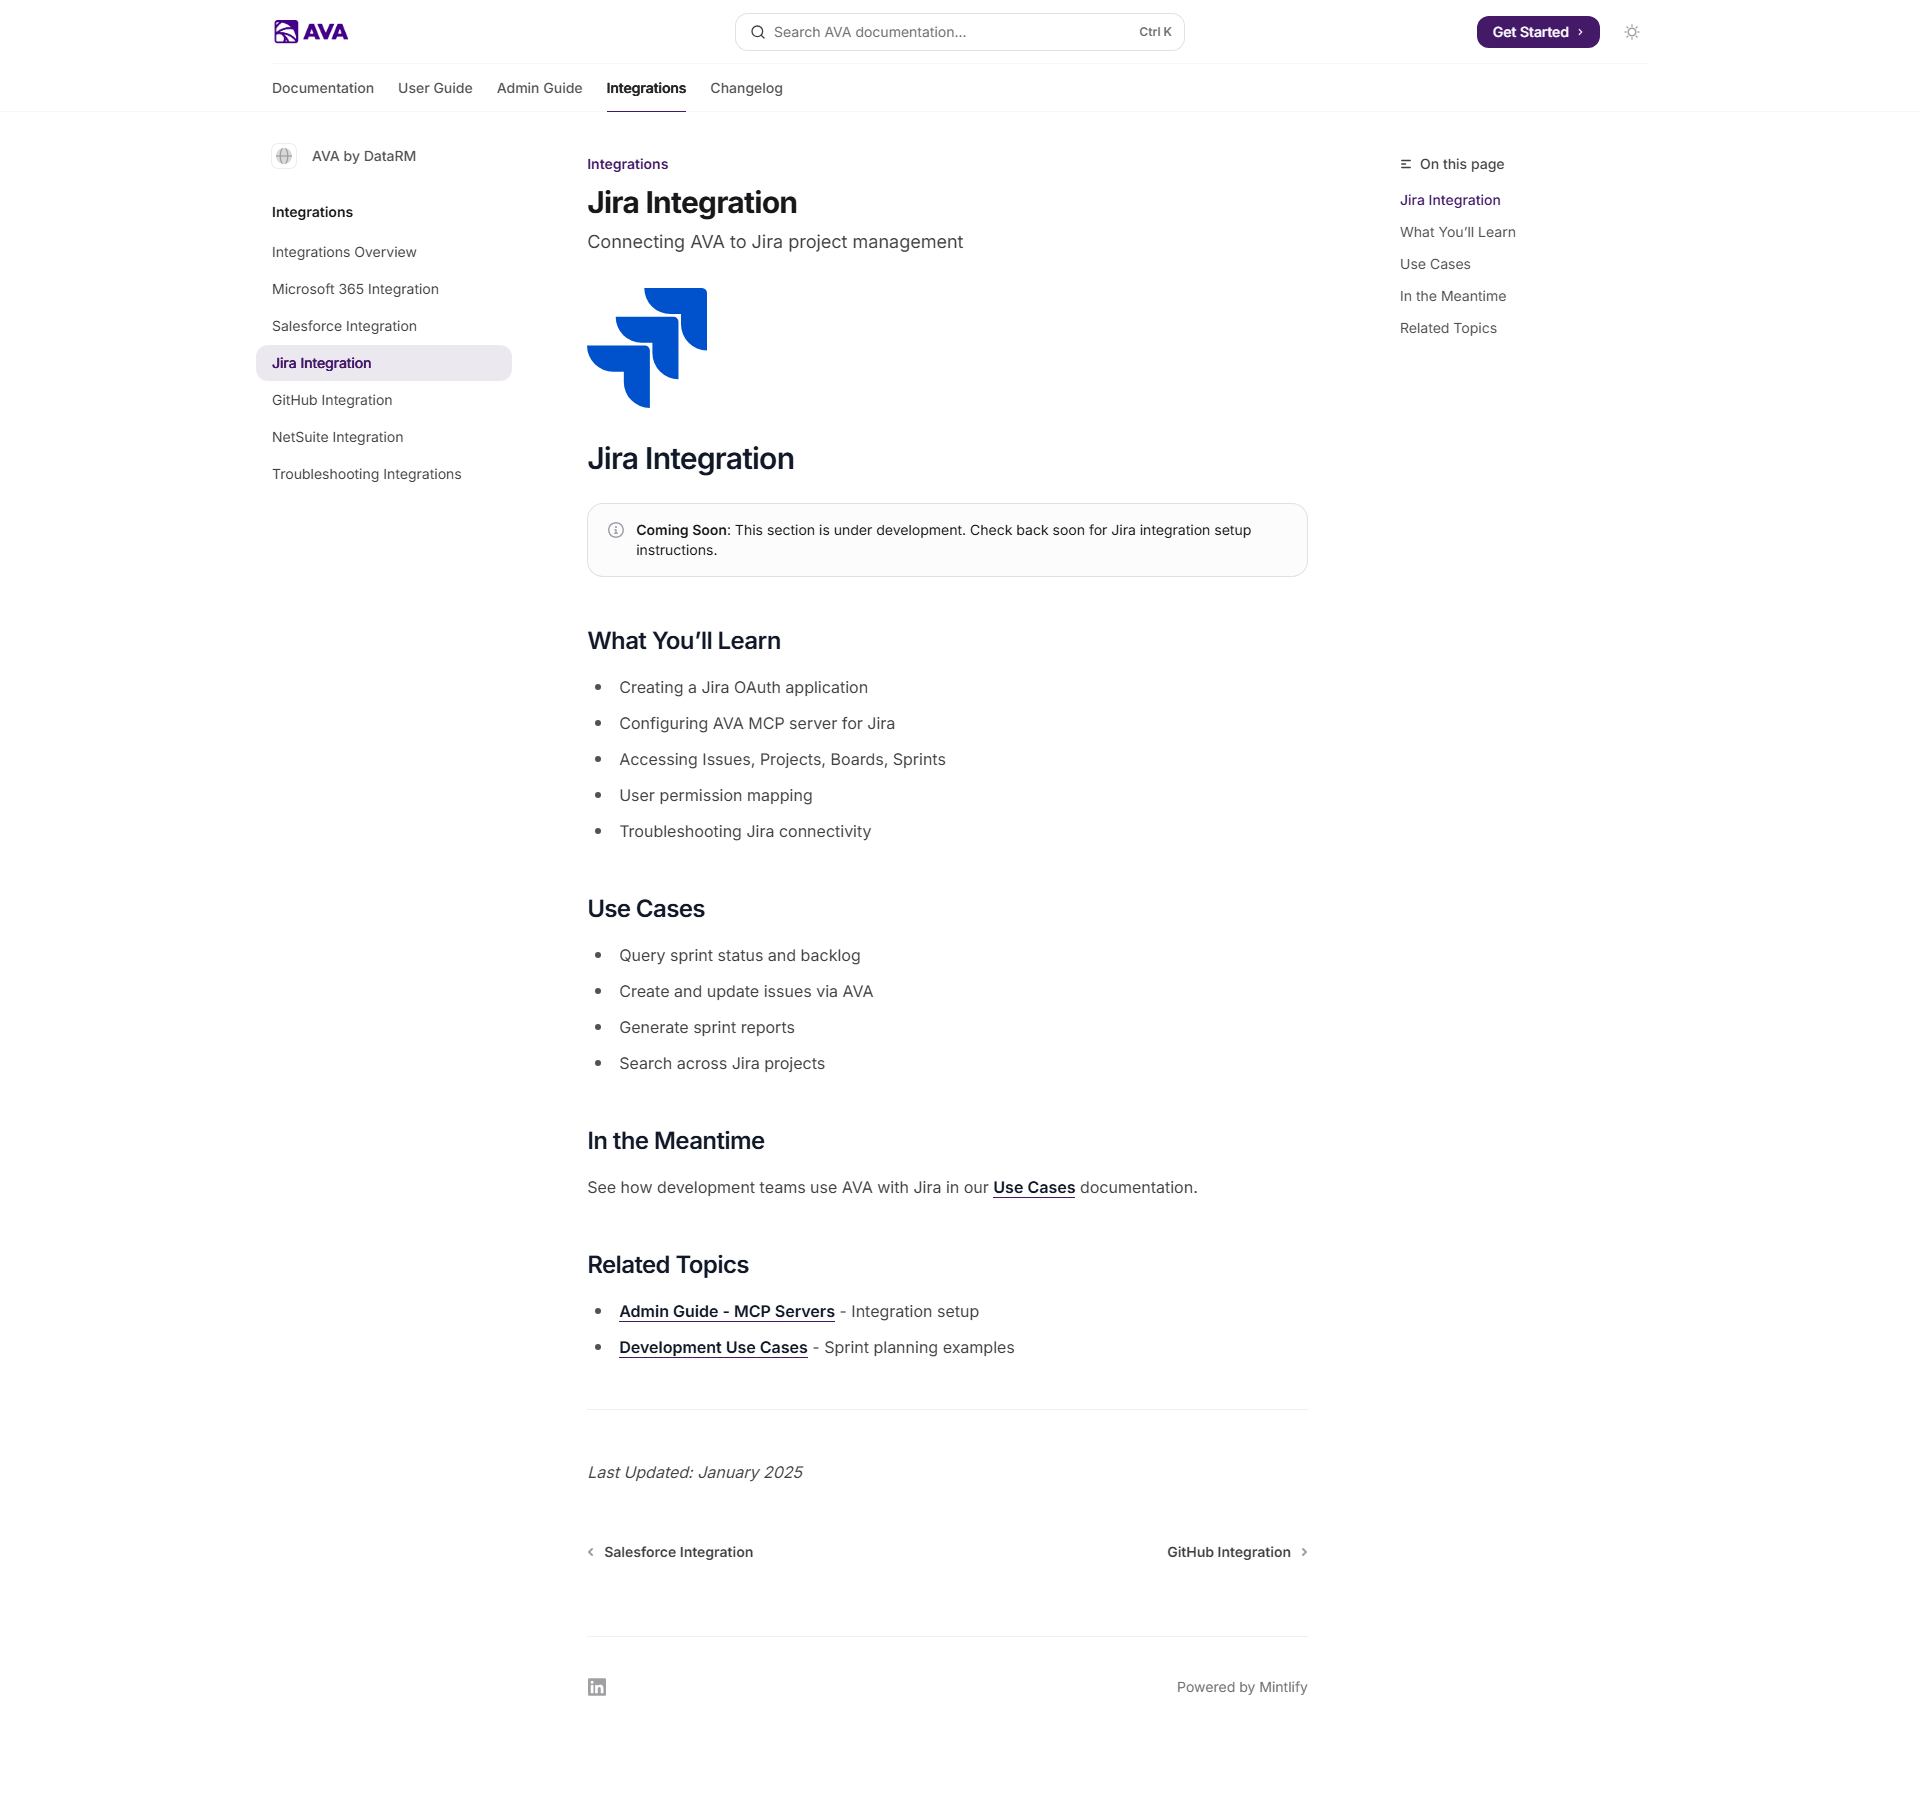 AVA
Search AVA documentation...
Ctrl K
Get Started
Documentation
User Guide
Admin Guide
Integrations
Changelog
AVA by DataRM
Integrations
Integrations Overview
Microsoft 365 Integration
Salesforce Integration
Jira Integration
GitHub Integration
NetSuite Integration
Troubleshooting Integrations
Integrations
Jira Integration
Connecting AVA to Jira project management
Jira Integration
Coming Soon: This section is under development. Check back soon for Jira integration setup
instructions.
What You’ll Learn
Creating a Jira OAuth application
Configuring AVA MCP server for Jira
Accessing Issues, Projects, Boards, Sprints
User permission mapping
Troubleshooting Jira connectivity
Use Cases
Query sprint status and backlog
Create and update issues via AVA
Generate sprint reports
Search across Jira projects
In the Meantime
See how development teams use AVA with Jira in our Use Cases documentation.
Related Topics
Admin Guide - MCP Servers - Integration setup
Development Use Cases - Sprint planning examples
Last Updated: January 2025
Salesforce Integration
GitHub Integration
in
Powered by Mintlify
On this page
Jira Integration
What You’ll Learn
Use Cases
In the Meantime
Related Topics